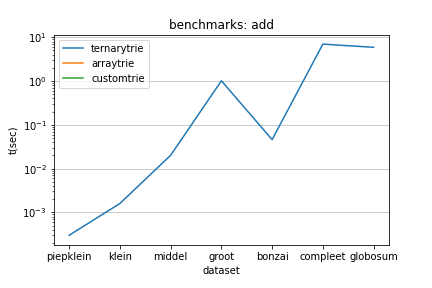 benchmarks: add
ternarytrie
arraytrie
customtrie
t(sec)
10¹
10⁰
10⁻¹
10⁻²
10⁻³
piepklein klein middel groot bonzai compleet globosum
dataset